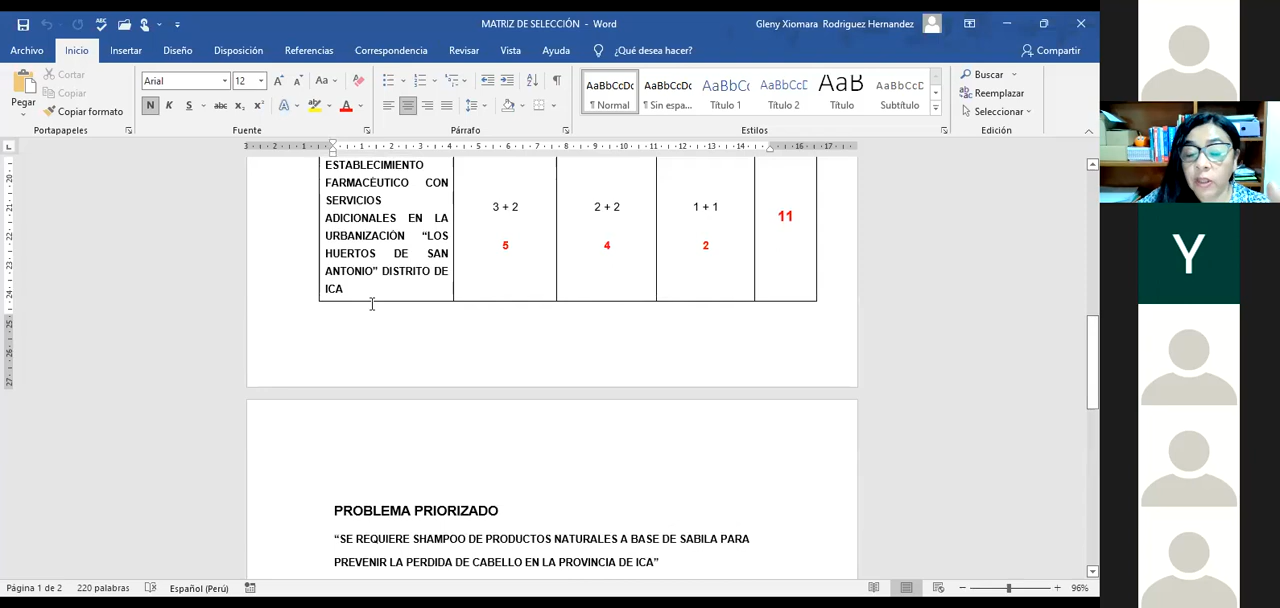 MATRIZ DE SELECCIÓN - Word
Gleny Xiomara Rodriguez Hernandez
Archivo Inicio Insertar Diseño Disposición Referencias Correspondencia Revisar Vista Ayuda ¿Qué desea hacer? Compartir
Pegar
Cortar
Copiar
Copiar formato
Portapapeles
Arial 12
Fuente
Párrafo
AaBbCcDc AaBbCcDc AaBbCc AaBbCcD AaB AaBbCcD
¶ Normal ¶ Sin espa... Título 1 Título 2 Título Subtítulo
Estilos
Buscar
Reemplazar
Seleccionar
Edición
ESTABLECIMIENTO
FARMACÉUTICO CON
SERVICIOS
ADICIONALES EN LA
URBANIZACIÓN “LOS
HUERTOS DE SAN
ANTONIO” DISTRITO DE
ICA
3 + 2
5
2 + 2
4
1 + 1
2
11
PROBLEMA PRIORIZADO
“SE REQUIERE SHAMPOO DE PRODUCTOS NATURALES A BASE DE SABILA PARA
PREVENIR LA PERDIDA DE CABELLO EN LA PROVINCIA DE ICA”
Página 1 de 2 220 palabras Español (Perú) 96%
Y